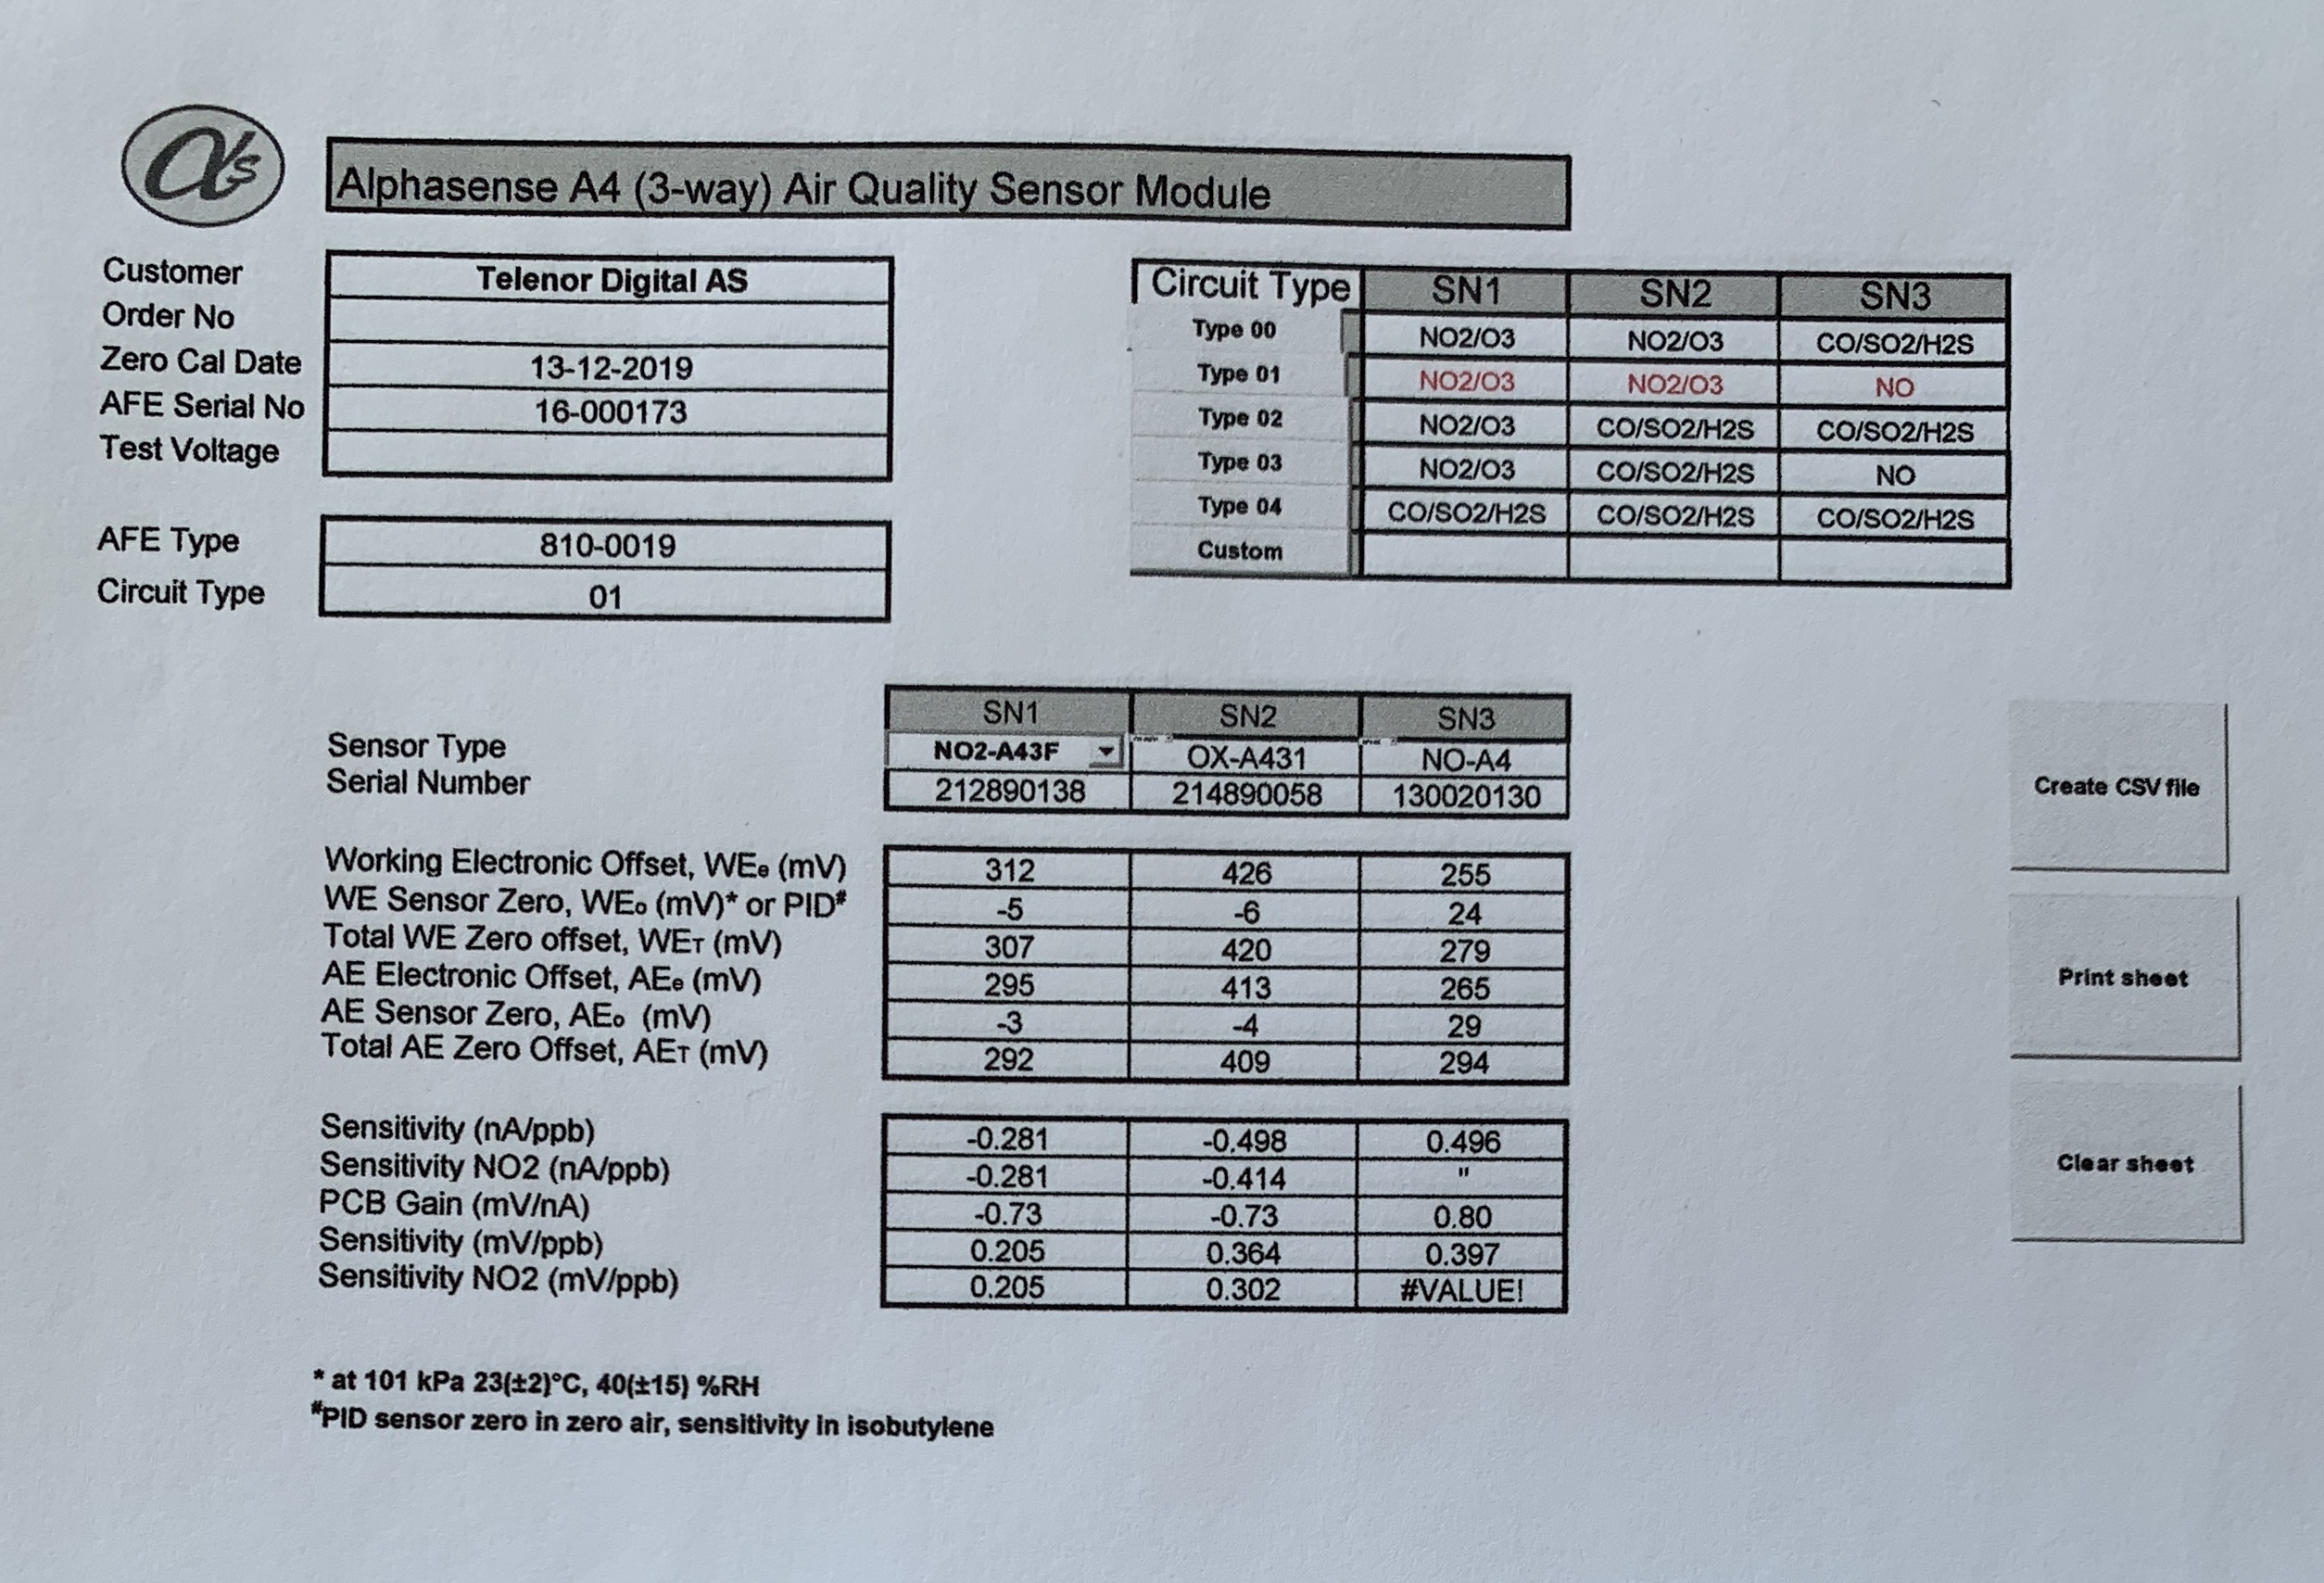 αs
Alphasense A4 (3-way) Air Quality Sensor Module
Customer Telenor Digital AS
Order No
Zero Cal Date 13-12-2019
AFE Serial No 16-000173
Test Voltage
AFE Type 810-0019
Circuit Type 01
Circuit Type SN1 SN2 SN3
Type 00 NO2/O3 NO2/O3 CO/SO2/H2S
Type 01 NO2/O3 NO2/O3 NO
Type 02 NO2/O3 CO/SO2/H2S CO/SO2/H2S
Type 03 NO2/O3 CO/SO2/H2S NO
Type 04 CO/SO2/H2S CO/SO2/H2S CO/SO2/H2S
Custom
SN1 SN2 SN3
Sensor Type NO2-A43F OX-A431 NO-A4
Serial Number 212890138 214890058 130020130
Working Electronic Offset, WEe (mV) 312 426 255
WE Sensor Zero, WEo (mV)* or PID# -5 -6 24
Total WE Zero offset, WET (mV) 307 420 279
AE Electronic Offset, AEe (mV) 295 413 265
AE Sensor Zero, AEo (mV) -3 -4 29
Total AE Zero Offset, AET (mV) 292 409 294
Sensitivity (nA/ppb) -0.281 -0.498 0.496
Sensitivity NO2 (nA/ppb) -0.281 -0.414 "
PCB Gain (mV/nA) -0.73 -0.73 0.80
Sensitivity (mV/ppb) 0.205 0.364 0.397
Sensitivity NO2 (mV/ppb) 0.205 0.302 #VALUE!
Create CSV file
Print sheet
Clear sheet
* at 101 kPa 23(±2)°C, 40(±15) %RH
#PID sensor zero in zero air, sensitivity in isobutylene